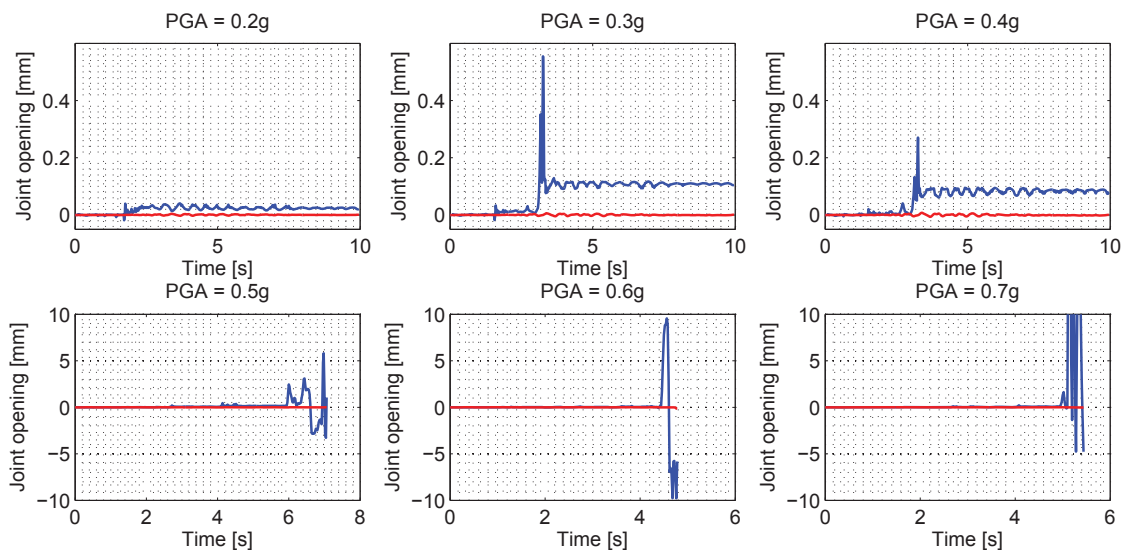 PGA = 0.2g
Joint opening [mm]
0.4
0.2
0
0 5 10
Time [s]
PGA = 0.3g
Joint opening [mm]
0.4
0.2
0
0 5 10
Time [s]
PGA = 0.4g
Joint opening [mm]
0.4
0.2
0
0 5 10
Time [s]
PGA = 0.5g
Joint opening [mm]
10
5
0
−5
−10
0 2 4 6 8
Time [s]
PGA = 0.6g
Joint opening [mm]
10
5
0
−5
−10
0 2 4 6
Time [s]
PGA = 0.7g
Joint opening [mm]
10
5
0
−5
−10
0 2 4 6
Time [s]